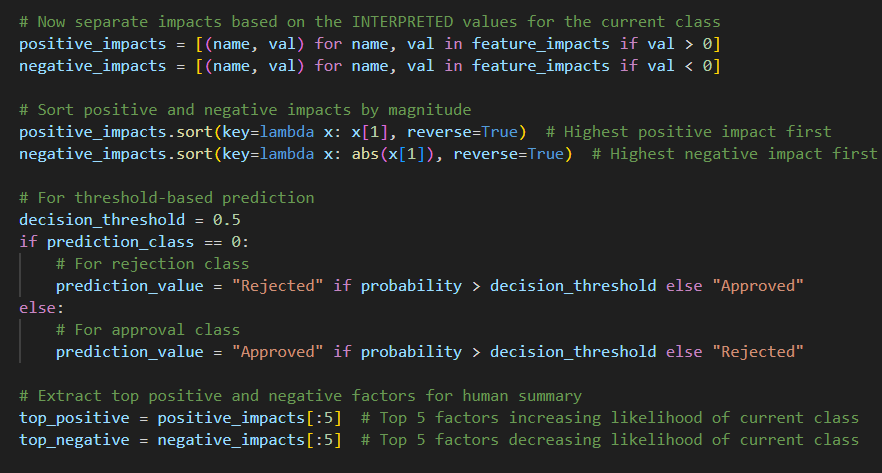 # Now separate impacts based on the INTERPRETED values for the current class
positive_impacts = [(name, val) for name, val in feature_impacts if val > 0]
negative_impacts = [(name, val) for name, val in feature_impacts if val < 0]

# Sort positive and negative impacts by magnitude
positive_impacts.sort(key=lambda x: x[1], reverse=True)  # Highest positive impact first
negative_impacts.sort(key=lambda x: abs(x[1]), reverse=True)  # Highest negative impact first

# For threshold-based prediction
decision_threshold = 0.5
if prediction_class == 0:
    # For rejection class
    prediction_value = "Rejected" if probability > decision_threshold else "Approved"
else:
    # For approval class
    prediction_value = "Approved" if probability > decision_threshold else "Rejected"

# Extract top positive and negative factors for human summary
top_positive = positive_impacts[:5]  # Top 5 factors increasing likelihood of current class
top_negative = negative_impacts[:5]  # Top 5 factors decreasing likelihood of current class